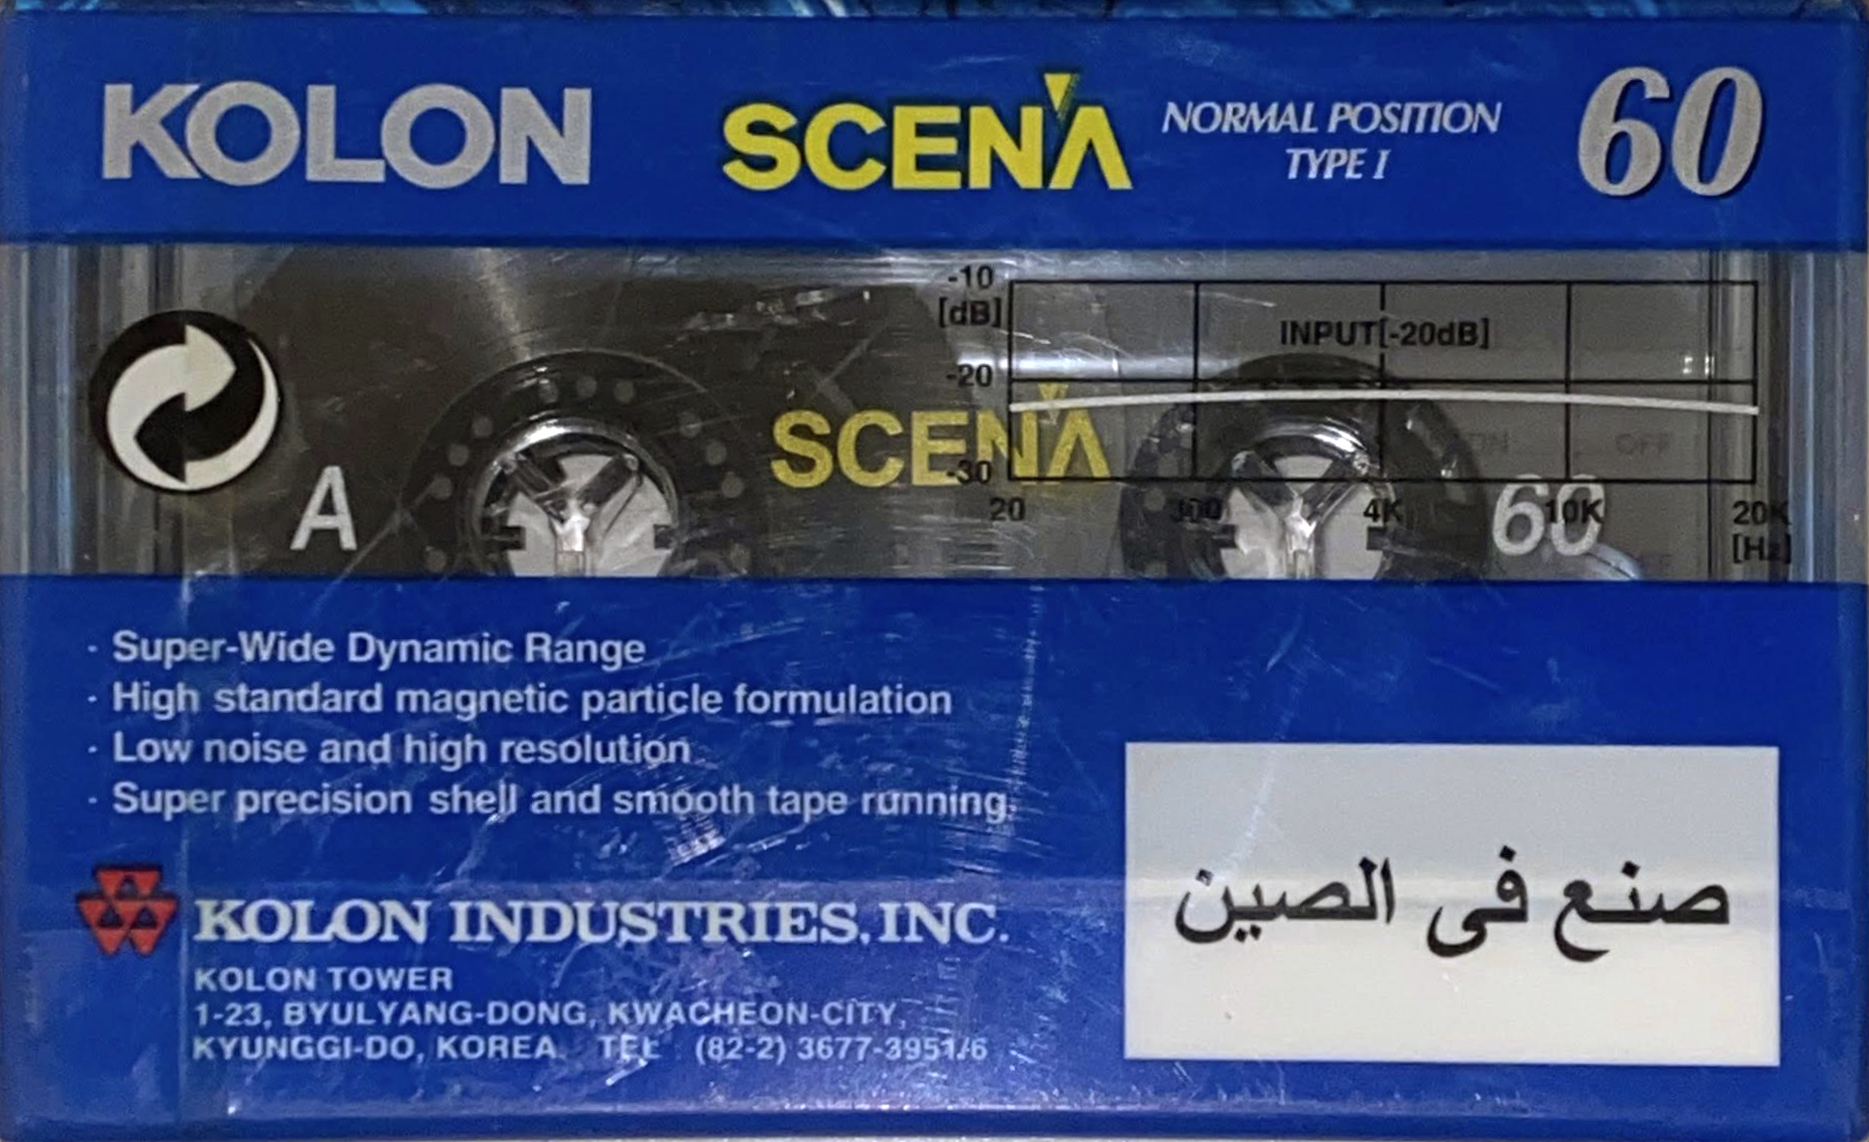 KOLON
SCENA
NORMAL POSITION
TYPE I
60
-10
[dB]
INPUT[-20dB]
-20
-30
20
300
4K
10K
20K
[Hz]
A
SCENA
60
OFF
· Super-Wide Dynamic Range
· High standard magnetic particle formulation
· Low noise and high resolution
· Super precision shell and smooth tape running.
KOLON INDUSTRIES, INC.
KOLON TOWER
1-23, BYULYANG-DONG, KWACHEON-CITY,
KYUNGGI-DO, KOREA. TEL : (82-2) 3677-3951/6
صنع فى الصين